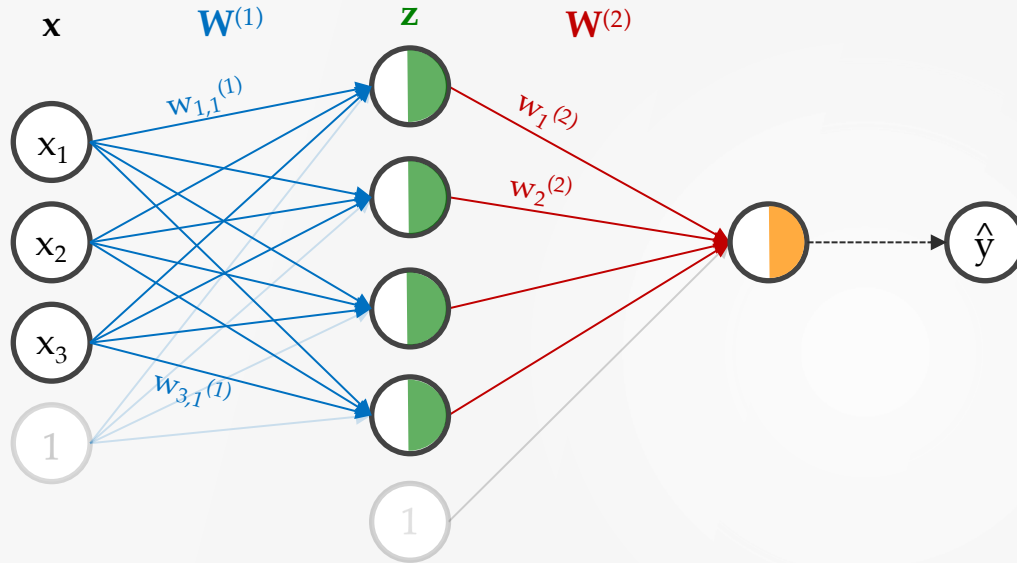 x W⁽¹⁾ z W⁽²⁾
w₁,₁⁽¹⁾
w₁⁽²⁾
x₁
w₂⁽²⁾
x₂
ŷ
x₃
w₃,₁⁽¹⁾
1
1